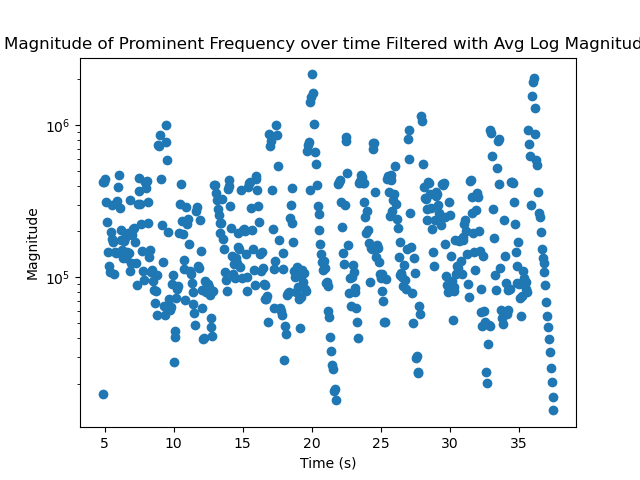 Magnitude of Prominent Frequency over time Filtered with Avg Log Magnitud
10⁶
10⁵
Magnitude
5 10 15 20 25 30 35
Time (s)